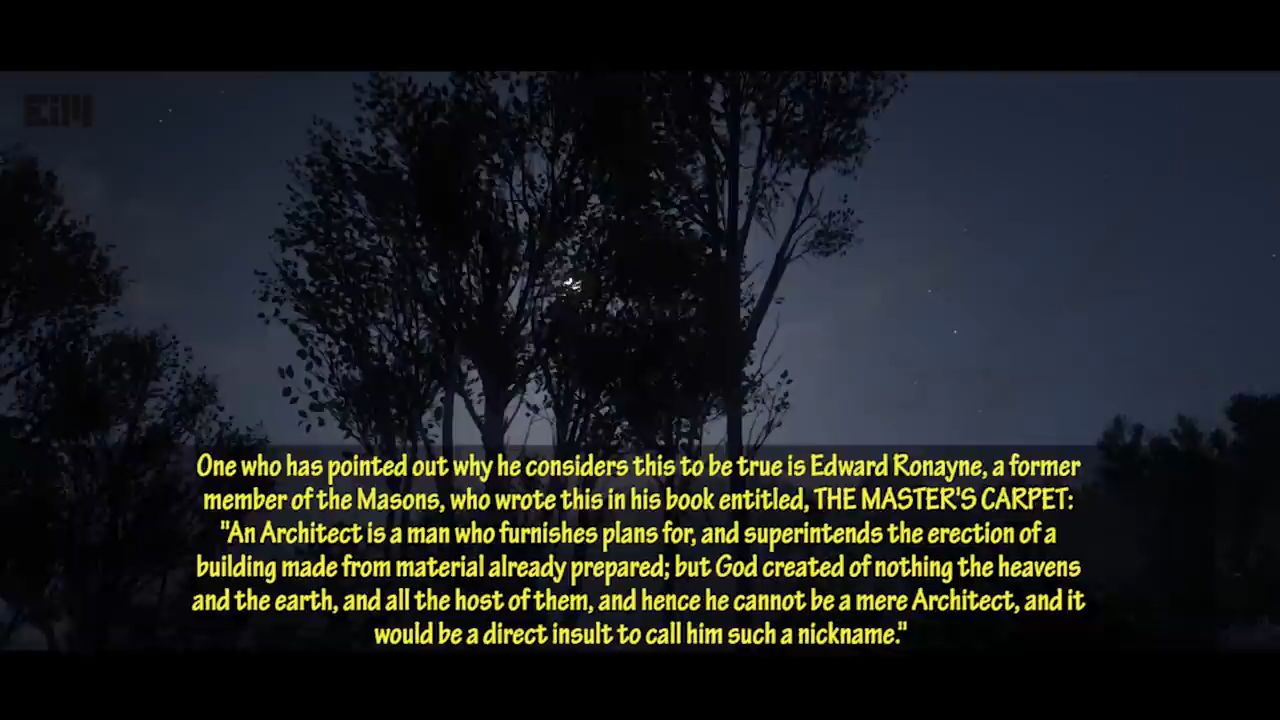 One who has pointed out why he considers this to be true is Edward Ronayne, a former
member of the Masons, who wrote this in his book entitled, THE MASTER'S CARPET:
"An Architect is a man who furnishes plans for, and superintends the erection of a
building made from material already prepared; but God created of nothing the heavens
and the earth, and all the host of them, and hence he cannot be a mere Architect, and it
would be a direct insult to call him such a nickname."